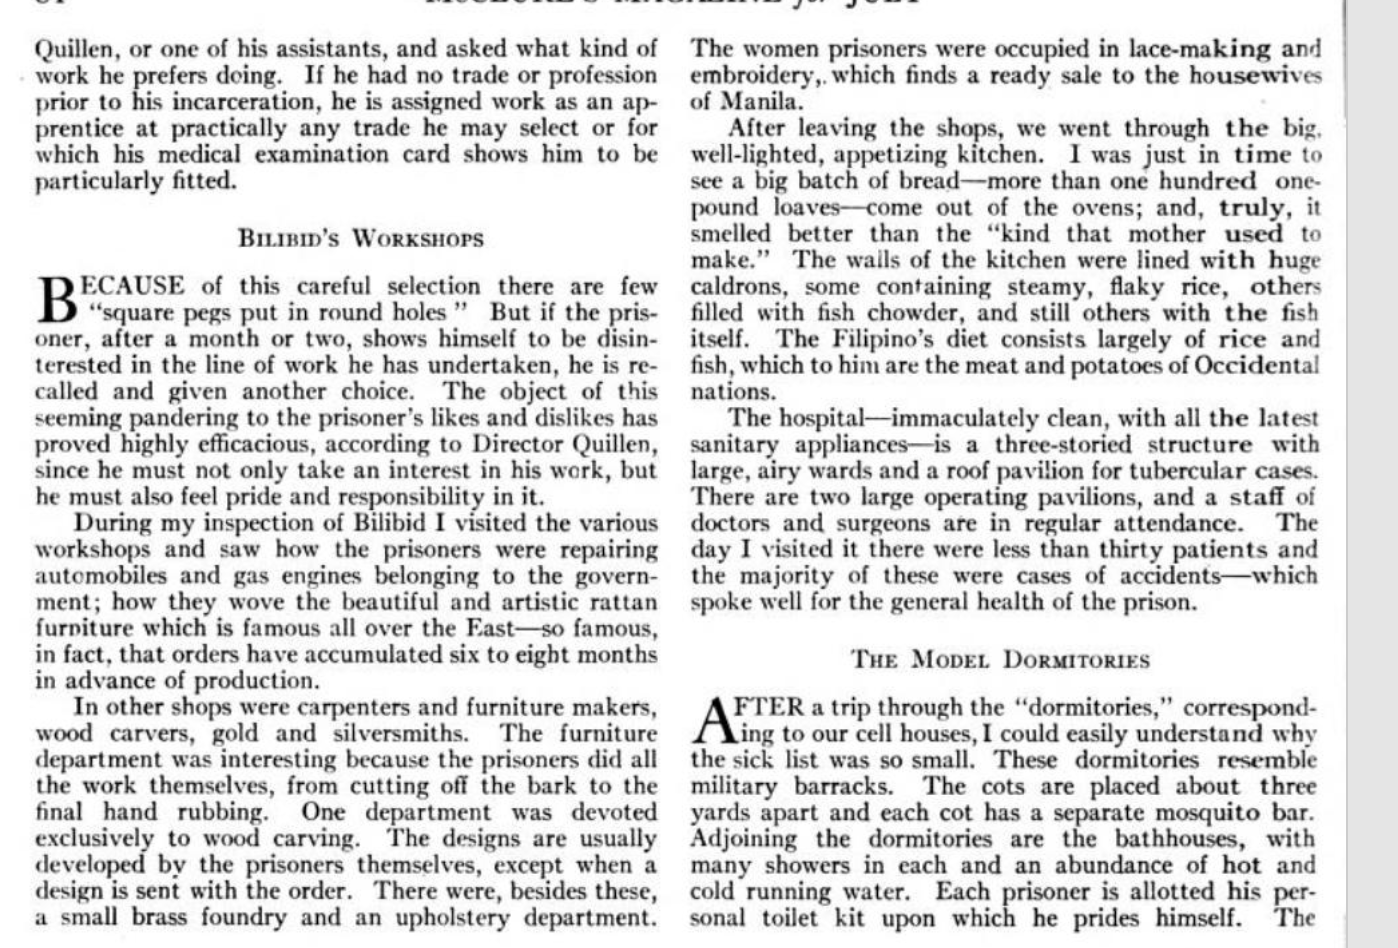 Quillen, or one of his assistants, and asked what kind of
work he prefers doing. If he had no trade or profession
prior to his incarceration, he is assigned work as an ap-
prentice at practically any trade he may select or for
which his medical examination card shows him to be
particularly fitted.
BILIBID'S WORKSHOPS
BECAUSE of this careful selection there are few
"square pegs put in round holes " But if the pris-
oner, after a month or two, shows himself to be disin-
terested in the line of work he has undertaken, he is re-
called and given another choice. The object of this
seeming pandering to the prisoner's likes and dislikes has
proved highly efficacious, according to Director Quillen,
since he must not only take an interest in his work, but
he must also feel pride and responsibility in it.
During my inspection of Bilibid I visited the various
workshops and saw how the prisoners were repairing
automobiles and gas engines belonging to the govern-
ment; how they wove the beautiful and artistic rattan
furniture which is famous all over the East—so famous,
in fact, that orders have accumulated six to eight months
in advance of production.
In other shops were carpenters and furniture makers,
wood carvers, gold and silversmiths. The furniture
department was interesting because the prisoners did all
the work themselves, from cutting off the bark to the
final hand rubbing. One department was devoted
exclusively to wood carving. The designs are usually
developed by the prisoners themselves, except when a
design is sent with the order. There were, besides these,
a small brass foundry and an upholstery department.
The women prisoners were occupied in lace-making and
embroidery,. which finds a ready sale to the housewives
of Manila.
After leaving the shops, we went through the big,
well-lighted, appetizing kitchen. I was just in time to
see a big batch of bread—more than one hundred one-
pound loaves—come out of the ovens; and, truly, it
smelled better than the "kind that mother used to
make." The walls of the kitchen were lined with huge
caldrons, some containing steamy, flaky rice, others
filled with fish chowder, and still others with the fish
itself. The Filipino's diet consists largely of rice and
fish, which to him are the meat and potatoes of Occidental
nations.
The hospital—immaculately clean, with all the latest
sanitary appliances—is a three-storied structure with
large, airy wards and a roof pavilion for tubercular cases.
There are two large operating pavilions, and a staff of
doctors and surgeons are in regular attendance. The
day I visited it there were less than thirty patients and
the majority of these were cases of accidents—which
spoke well for the general health of the prison.
THE MODEL DORMITORIES
AFTER a trip through the "dormitories," correspond-
ing to our cell houses, I could easily understand why
the sick list was so small. These dormitories resemble
military barracks. The cots are placed about three
yards apart and each cot has a separate mosquito bar.
Adjoining the dormitories are the bathhouses, with
many showers in each and an abundance of hot and
cold running water. Each prisoner is allotted his per-
sonal toilet kit upon which he prides himself. The